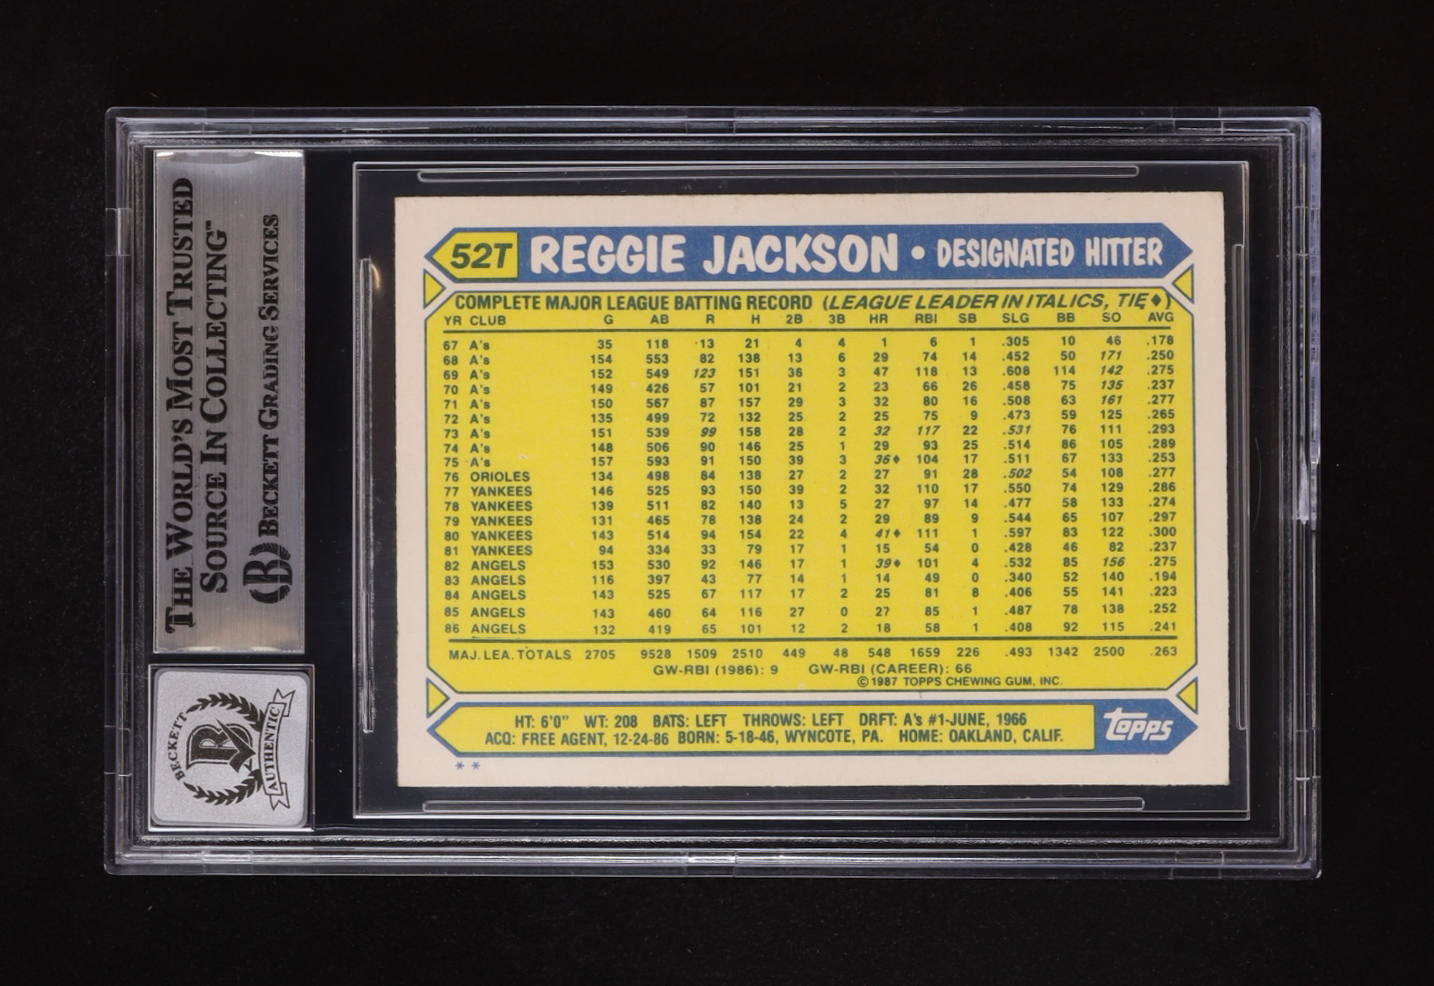 THE WORLD'S MOST TRUSTED
SOURCE IN COLLECTING™
B BECKETT GRADING SERVICES
BECKETT
B
AUTHENTIC
52T REGGIE JACKSON • DESIGNATED HITTER
COMPLETE MAJOR LEAGUE BATTING RECORD (LEAGUE LEADER IN ITALICS, TIE♦)
YR CLUB G AB R H 2B 3B HR RBI SB SLG BB SO AVG
67 A's 35 118 13 21 4 4 1 6 1 .305 10 46 .178
68 A's 154 553 82 138 13 6 29 74 14 .452 50 171 .250
69 A's 152 549 123 151 36 3 47 118 13 .608 114 142 .275
70 A's 149 426 57 101 21 2 23 66 26 .458 75 135 .237
71 A's 150 567 87 157 29 3 32 80 16 .508 63 161 .277
72 A's 135 499 72 132 25 2 25 75 9 .473 59 125 .265
73 A's 151 539 99 158 28 2 32 117 22 .531 76 111 .293
74 A's 148 506 90 146 25 1 29 93 25 .514 86 105 .289
75 A's 157 593 91 150 39 3 36♦ 104 17 .511 67 133 .253
76 ORIOLES 134 498 84 138 27 2 27 91 28 .502 54 108 .277
77 YANKEES 146 525 93 150 39 2 32 110 17 .550 74 129 .286
78 YANKEES 139 511 82 140 13 5 27 97 14 .477 58 133 .274
79 YANKEES 131 465 78 138 24 2 29 89 9 .544 65 107 .297
80 YANKEES 143 514 94 154 22 4 41♦ 111 1 .597 83 122 .300
81 YANKEES 94 334 33 79 17 1 15 54 0 .428 46 82 .237
82 ANGELS 153 530 92 146 17 1 39♦ 101 4 .532 85 156 .275
83 ANGELS 116 397 43 77 14 1 14 49 0 .340 52 140 .194
84 ANGELS 143 525 67 117 17 2 25 81 8 .406 55 141 .223
85 ANGELS 143 460 64 116 27 0 27 85 1 .487 78 138 .252
86 ANGELS 132 419 65 101 12 2 18 58 1 .408 92 115 .241
MAJ. LEA. TOTALS 2705 9528 1509 2510 449 48 548 1659 226 .493 1342 2500 .263
GW-RBI (1986): 9 GW-RBI (CAREER): 66
©1987 TOPPS CHEWING GUM, INC.
HT: 6'0" WT: 208 BATS: LEFT THROWS: LEFT DRFT: A's #1-JUNE, 1966
ACQ: FREE AGENT, 12-24-86 BORN: 5-18-46, WYNCOTE, PA. HOME: OAKLAND, CALIF.
topps
* *